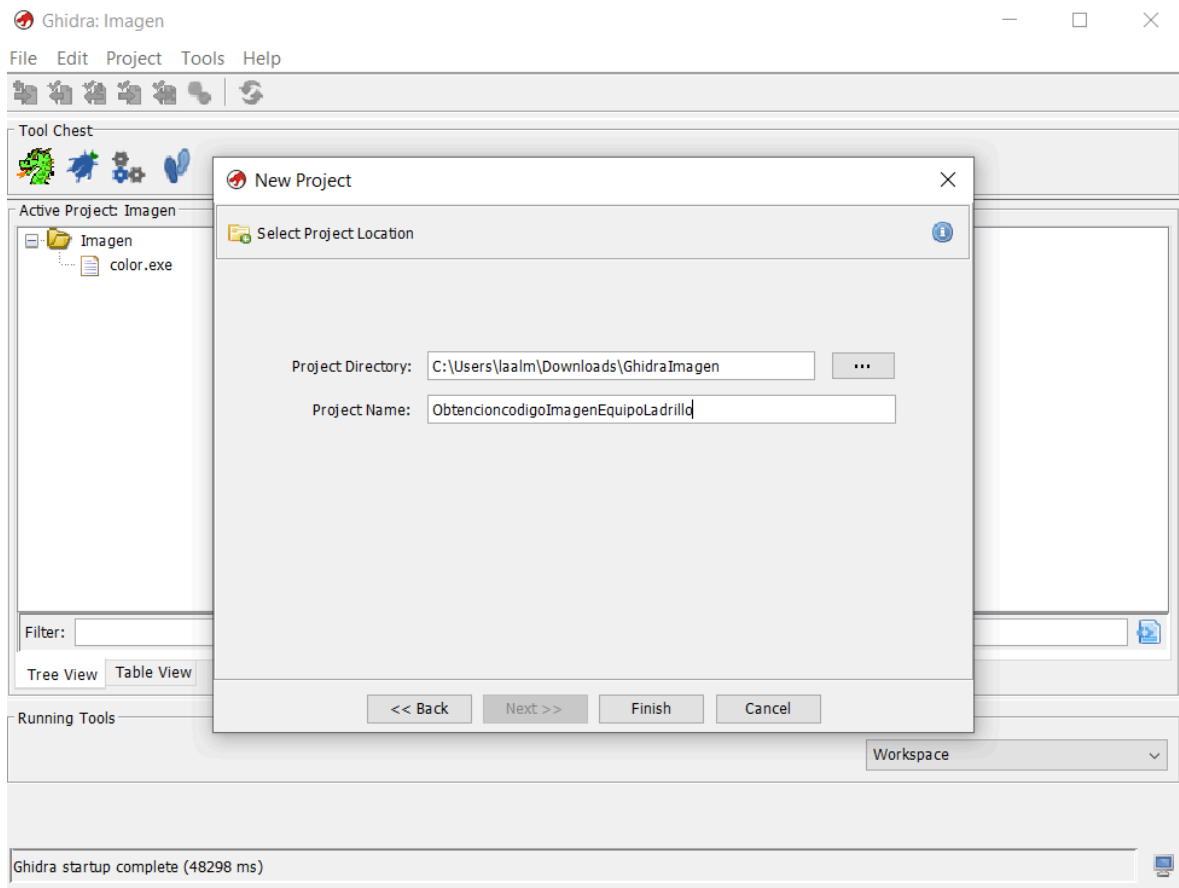 Ghidra: Imagen
File Edit Project Tools Help
Tool Chest
New Project
Active Project: Imagen
Select Project Location
Imagen
color.exe
Project Directory: C:\Users\laalm\Downloads\GhidraImagen ...
Project Name: ObtencioncodigoImagenEquipoLadrillo
Filter:
Tree View Table View
<< Back Next >> Finish Cancel
Running Tools
Workspace
Ghidra startup complete (48298 ms)